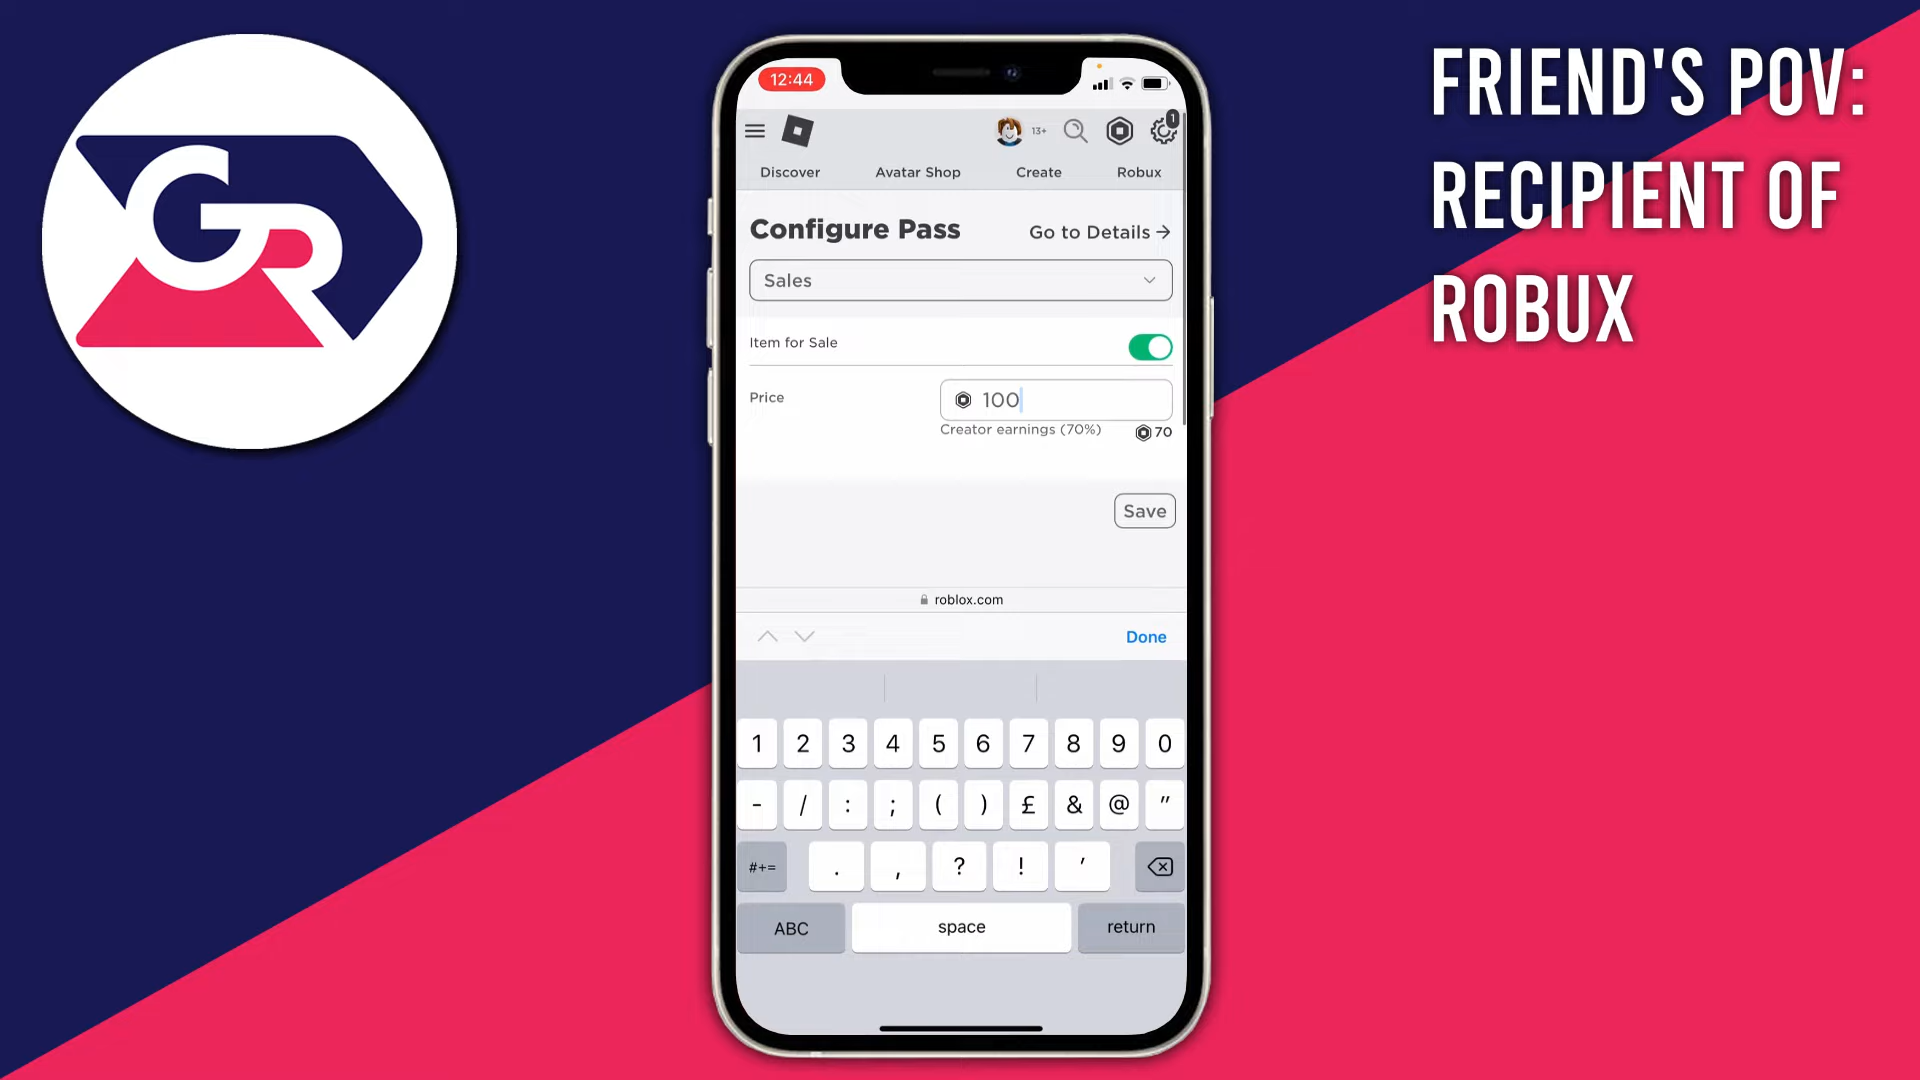 GR
FRIEND'S POV:
RECIPIENT OF
ROBUX
12:44
13+
1
Discover
Avatar Shop
Create
Robux
Configure Pass
Go to Details →
Sales
Item for Sale
Price
100
Creator earnings (70%)
70
Save
roblox.com
Done
1 2 3 4 5 6 7 8 9 0
- / : ; ( ) £ & @ "
#+= . , ? ! '
ABC space return